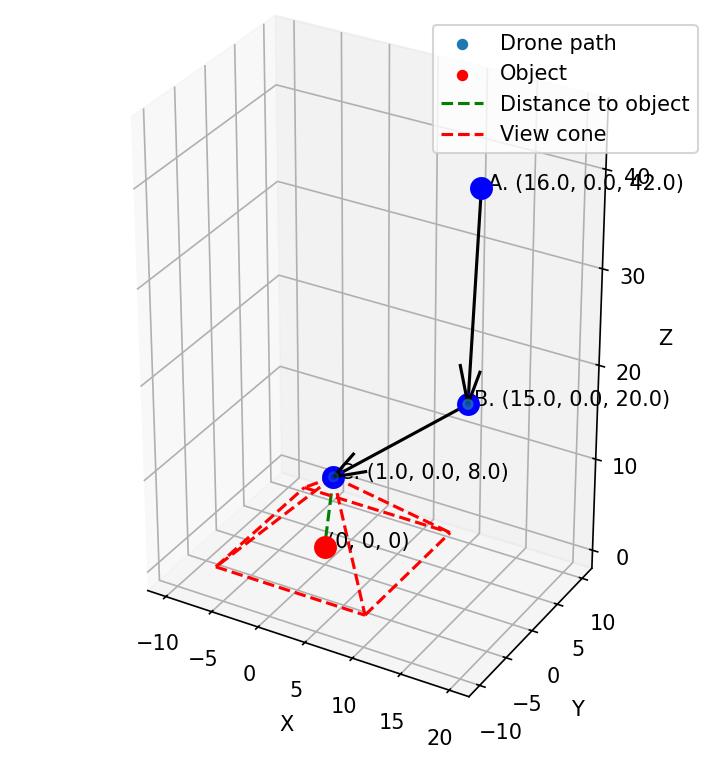 Drone path
Object
Distance to object
View cone
A. (16.0, 0.0, 42.0)
40
30
Z
20
B. (15.0, 0.0, 20.0)
10
C. (1.0, 0.0, 8.0)
(0, 0, 0)
0
−10
−5
0
5
10
15
20
X
−10
−5
0
5
10
Y